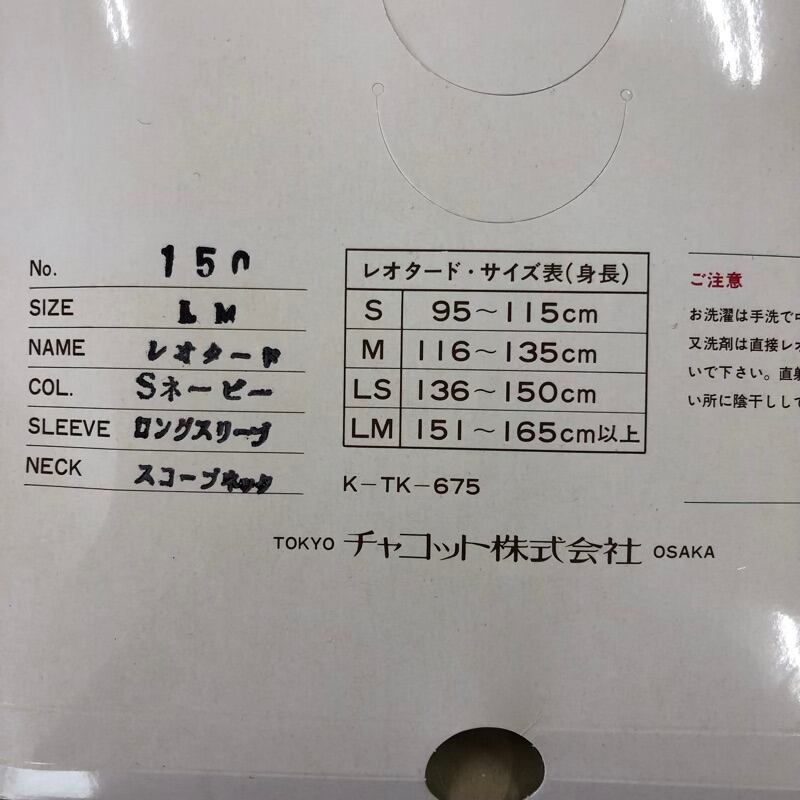 No. 150
SIZE LM
NAME レオタード
COL. Sネービー
SLEEVE ロングスリーブ
NECK スコープネック
レオタード・サイズ表(身長)
S 95～115cm
M 116～135cm
LS 136～150cm
LM 151～165cm以上
K-TK-675
ご注意
お洗濯は手洗で中
又洗剤は直接レオ
いで下さい。直射
い所に陰干しして
TOKYO チャコット株式会社 OSAKA